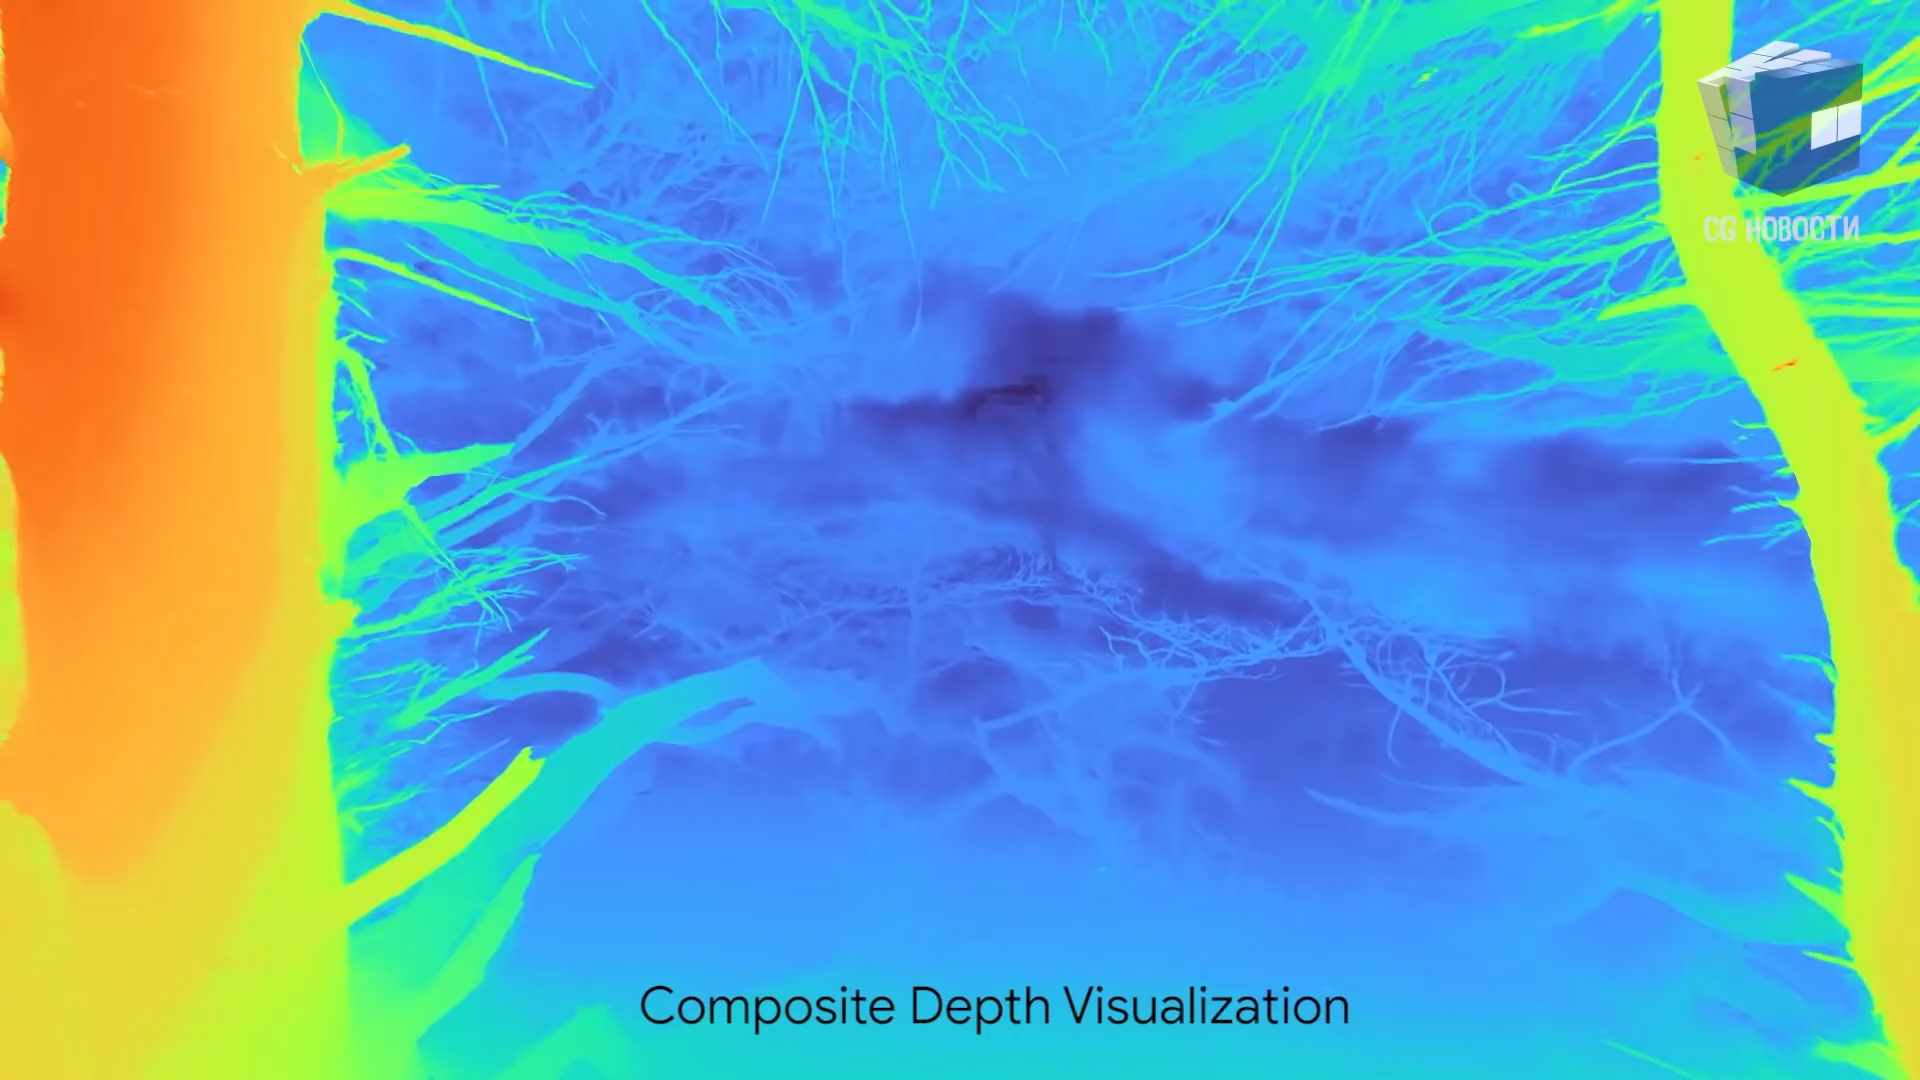 CG НОВОСТИ
Composite Depth Visualization